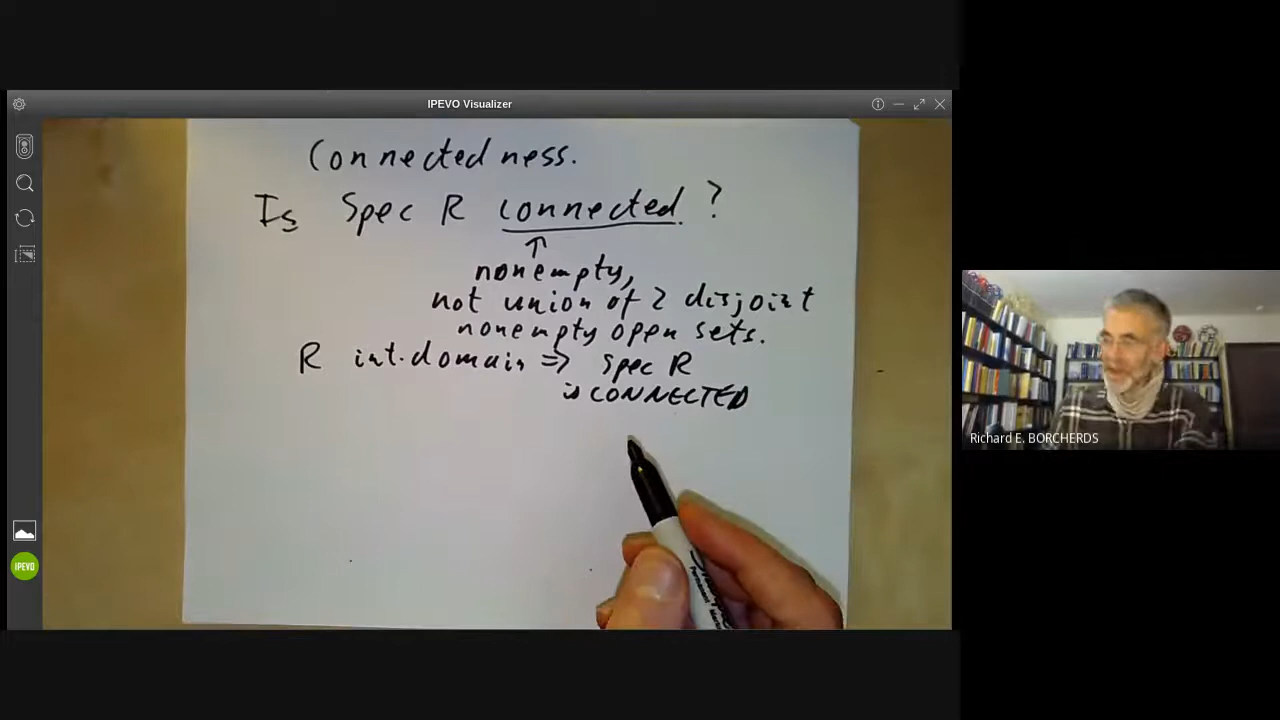 IPEVO Visualizer
Connectedness.
Is Spec R connected?
↑
nonempty,
not union of 2 disjoint
nonempty open sets.
R int.domain => spec R
is CONNECTED
Richard E. BORCHERDS
IPEVO